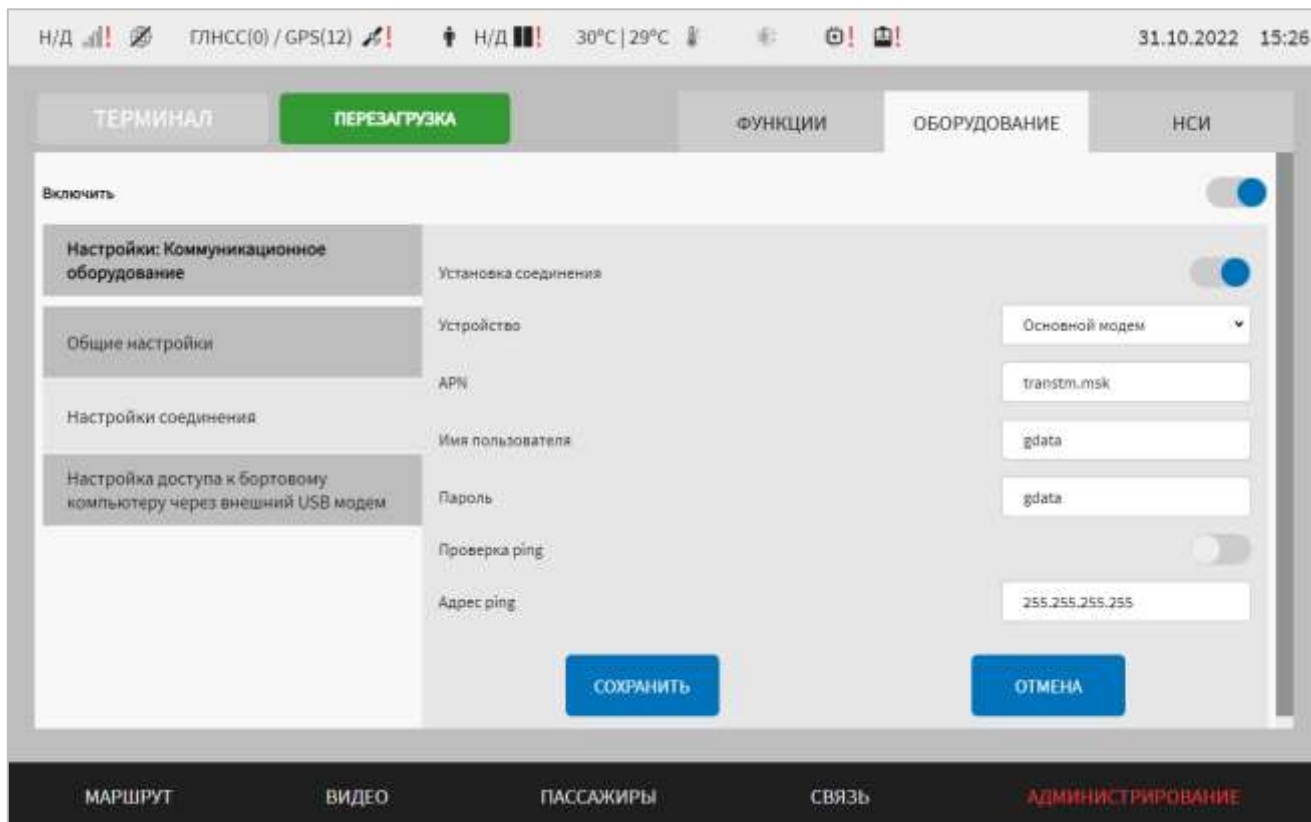 Н/Д ! ГЛНСС(0) / GPS(12) ! Н/Д ! 30°C | 29°C ! ! 31.10.2022 15:26
ТЕРМИНАЛ ПЕРЕЗАГРУЗКА ФУНКЦИИ ОБОРУДОВАНИЕ НСИ
Включить
Настройки: Коммуникационное
оборудование
Общие настройки
Настройки соединения
Настройка доступа к бортовому
компьютеру через внешний USB модем
Установка соединения
Устройство Основной модем
APN transtm.msk
Имя пользователя gdata
Пароль gdata
Проверка ping
Адрес ping 255.255.255.255
СОХРАНИТЬ ОТМЕНА
МАРШРУТ ВИДЕО ПАССАЖИРЫ СВЯЗЬ АДМИНИСТРИРОВАНИЕ